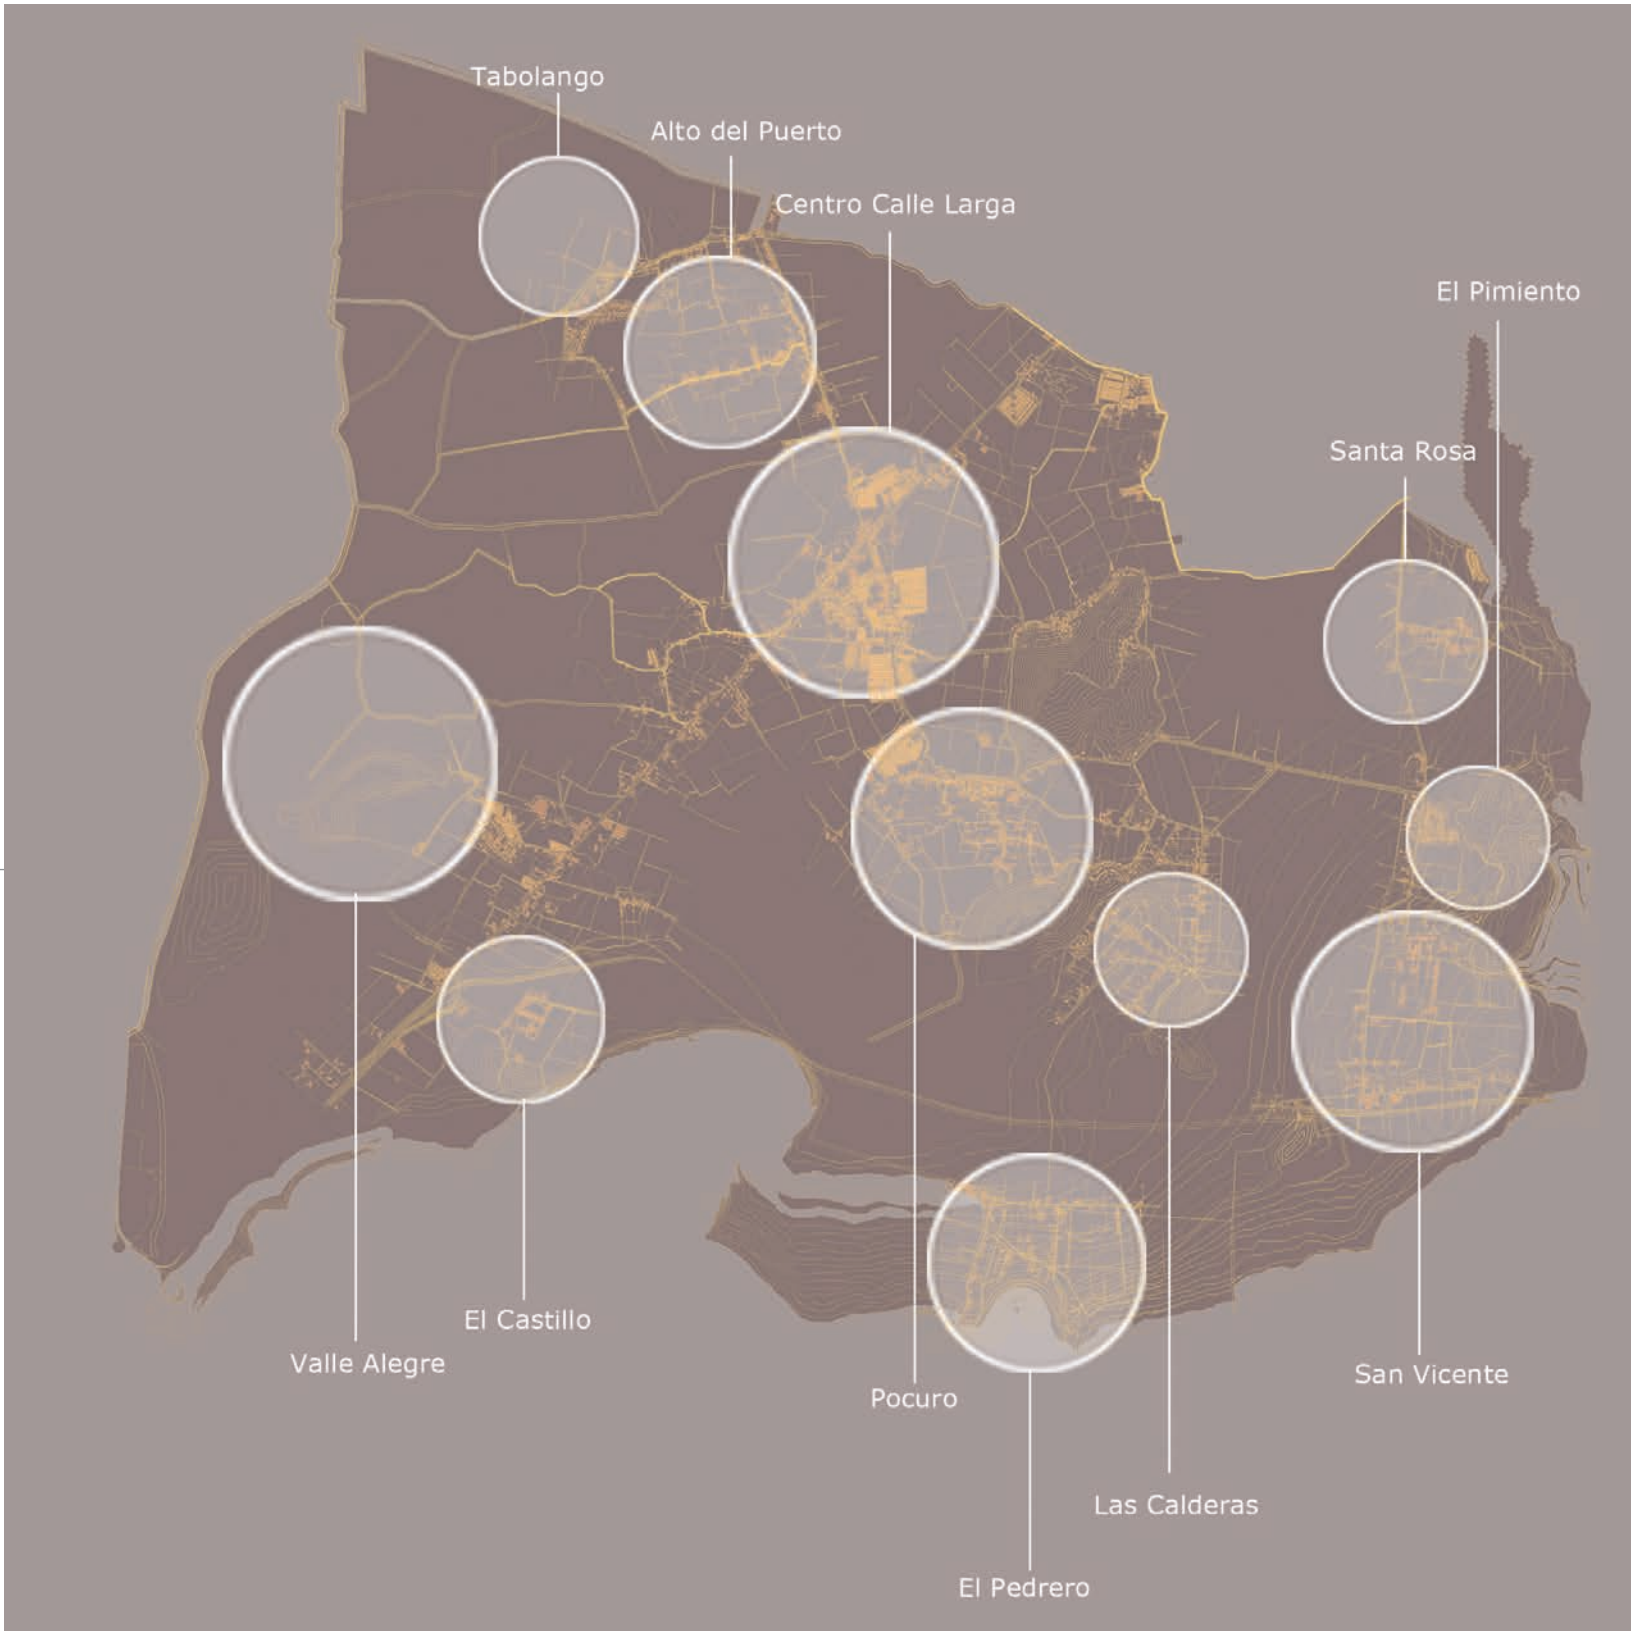 Tabolango
Alto del Puerto
Centro Calle Larga
El Pimiento
Santa Rosa
El Castillo
Valle Alegre
San Vicente
Pocuro
Las Calderas
El Pedrero